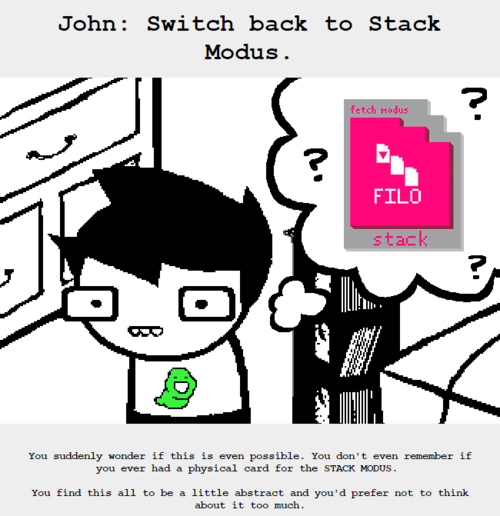 John: Switch back to Stack
Modus.
?
fetch modus
?
FILO
stack
?
You suddenly wonder if this is even possible. You don't even remember if
you ever had a physical card for the STACK MODUS.
You find this all to be a little abstract and you'd prefer not to think
about it too much.